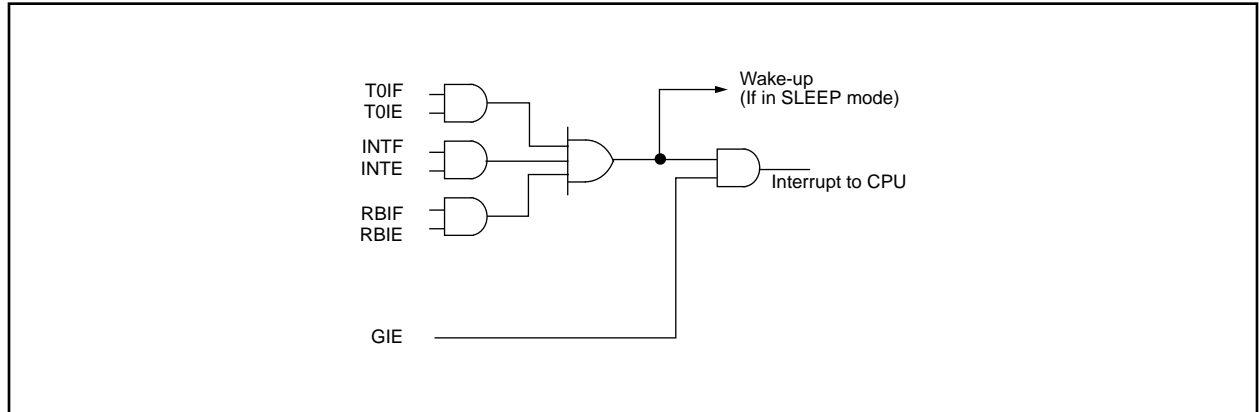 T0IF
T0IE
INTF
INTE
RBIF
RBIE
GIE
Wake-up
(If in SLEEP mode)
Interrupt to CPU